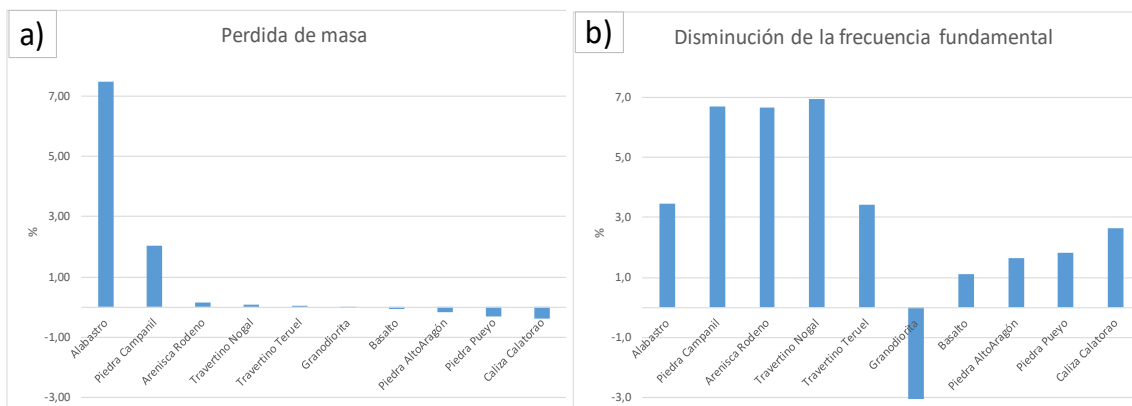 a)
Perdida de masa
7,00
5,00
3,00
1,00
-1,00
-3,00
%
Alabastro
Piedra Campanil
Arenisca Rodeno
Travertino Nogal
Travertino Teruel
Granodiorita
Basalto
Piedra AltoAragón
Piedra Pueyo
Caliza Calatorao
b)
Disminución de la frecuencia fundamental
7,0
5,0
3,0
1,0
-1,0
-3,0
%
Alabastro
Piedra Campanil
Arenisca Rodeno
Travertino Nogal
Travertino Teruel
Granodiorita
Basalto
Piedra AltoAragón
Piedra Pueyo
Caliza Calatorao